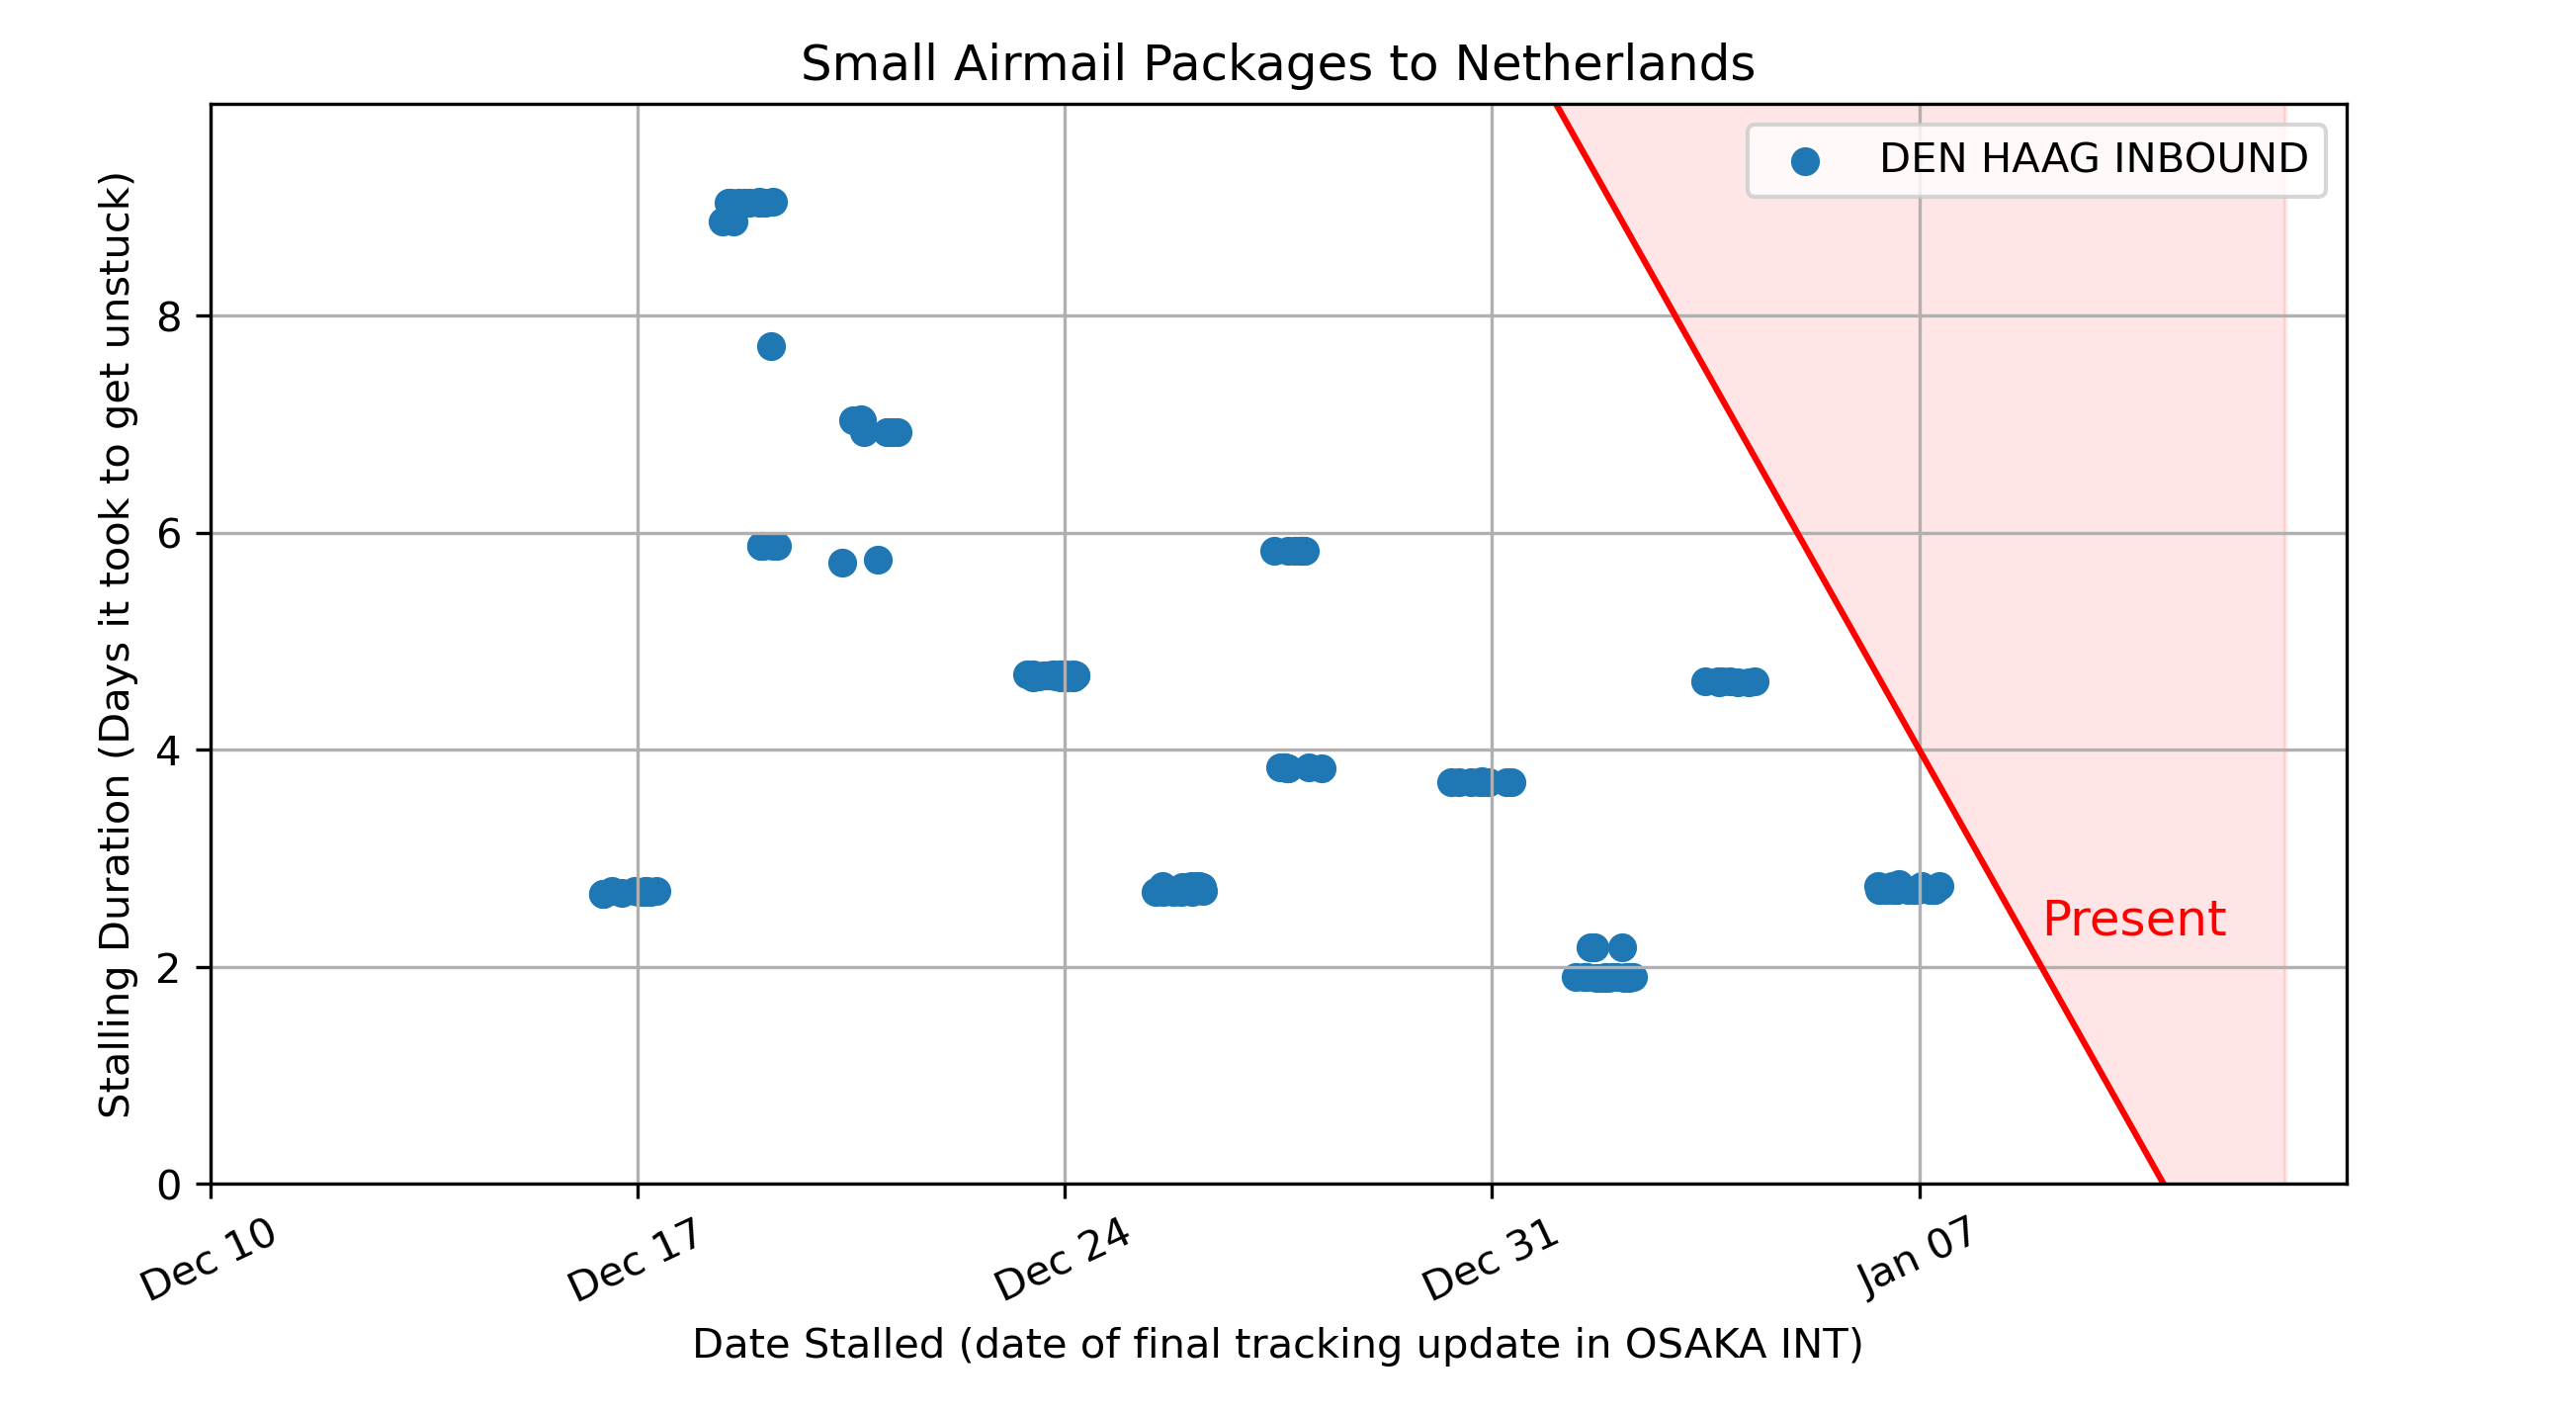 Small Airmail Packages to Netherlands
DEN HAAG INBOUND
Stalling Duration (Days it took to get unstuck)
8
6
4
2
0
Present
Dec 10
Dec 17
Dec 24
Dec 31
Jan 07
Date Stalled (date of final tracking update in OSAKA INT)